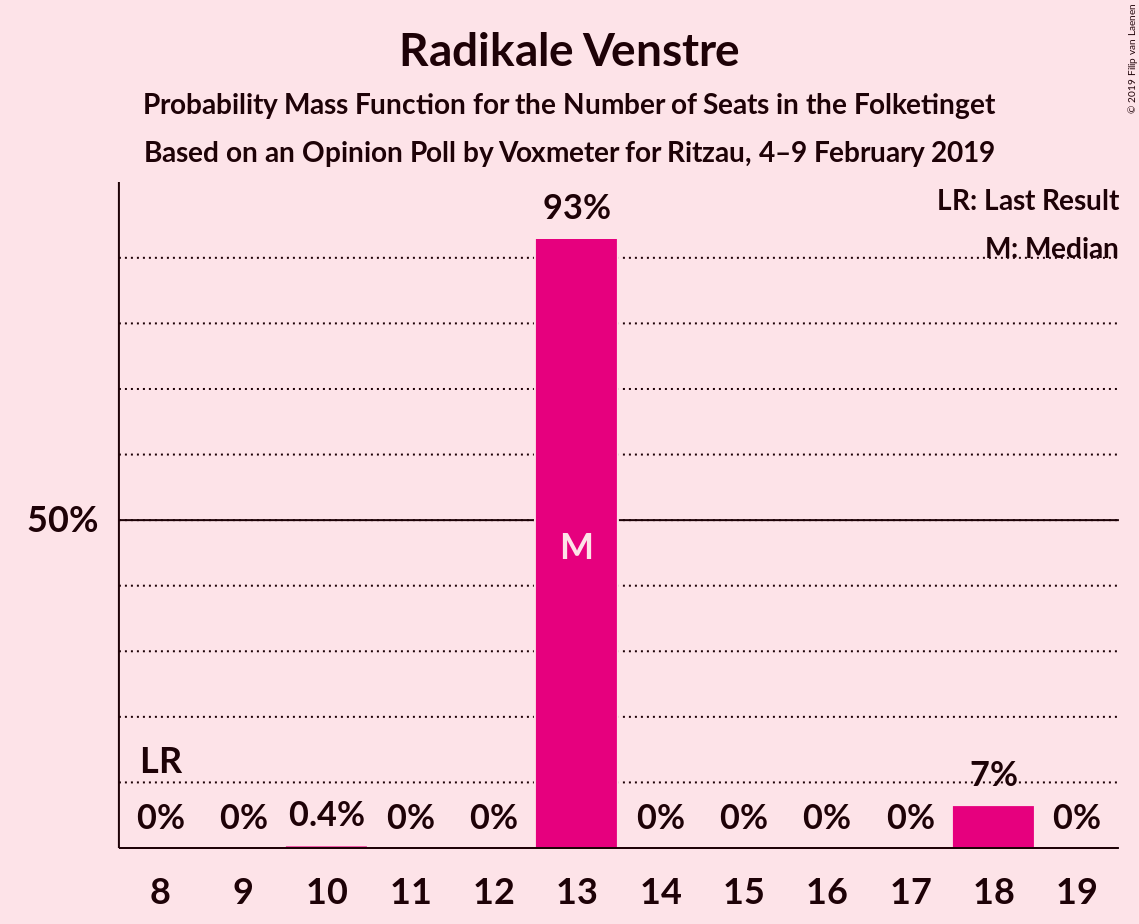 Radikale Venstre
Probability Mass Function for the Number of Seats in the Folketinget
Based on an Opinion Poll by Voxmeter for Ritzau, 4–9 February 2019
© 2019 Filip van Laenen
LR: Last Result
M: Median
93%
50%
M
LR
7%
0% 0% 0.4% 0% 0% 0% 0% 0% 0% 0%
8 9 10 11 12 13 14 15 16 17 18 19